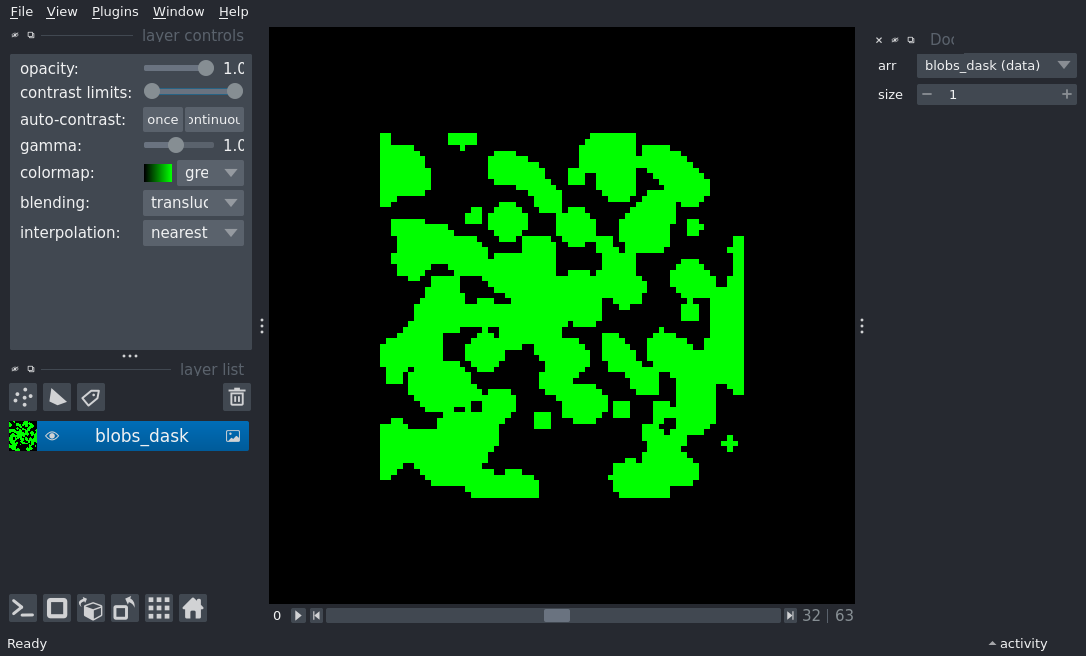 File View Plugins Window Help
layer controls
opacity: 1.0
contrast limits:
auto-contrast: once ontinuou
gamma: 1.0
colormap: gre
blending: transluc
interpolation: nearest
layer list
blobs_dask
0 32 | 63
Ready
Doc
arr blobs_dask (data)
size 1
activity